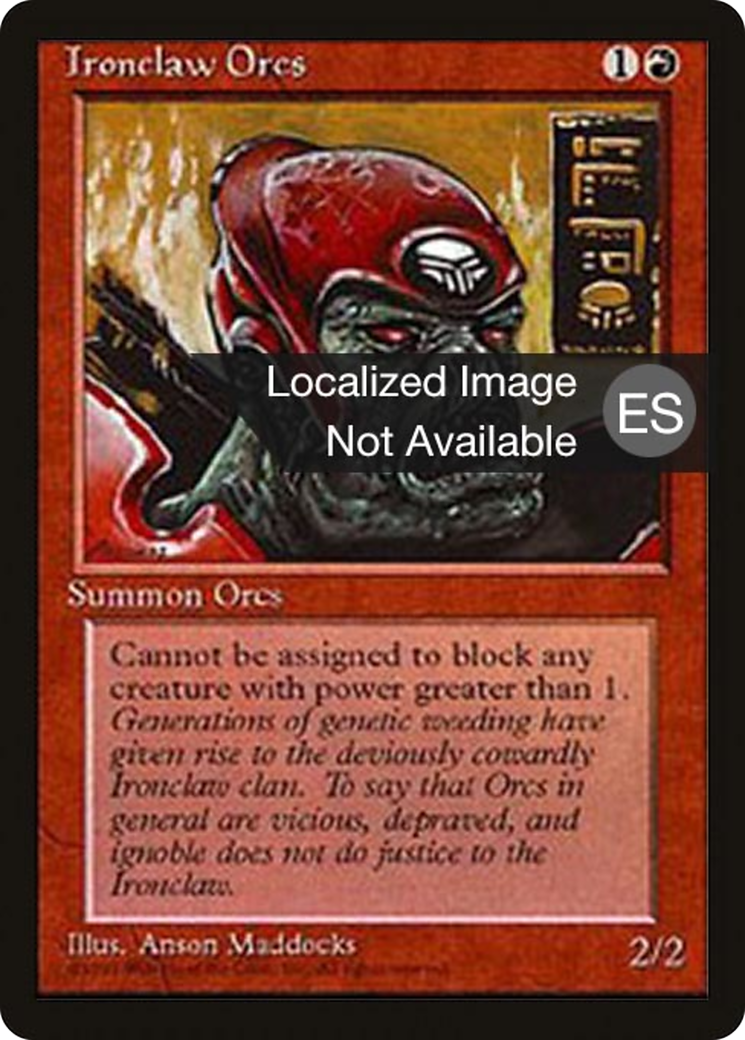 Ironclaw Orcs
1
Localized Image
Not Available
ES
Summon Orcs
Cannot be assigned to block any
creature with power greater than 1.
Generations of genetic weeding have
given rise to the deviously cowardly
Ironclaw clan. To say that Orcs in
general are vicious, depraved, and
ignoble does not do justice to the
Ironclaw.
Illus. Anson Maddocks
2/2